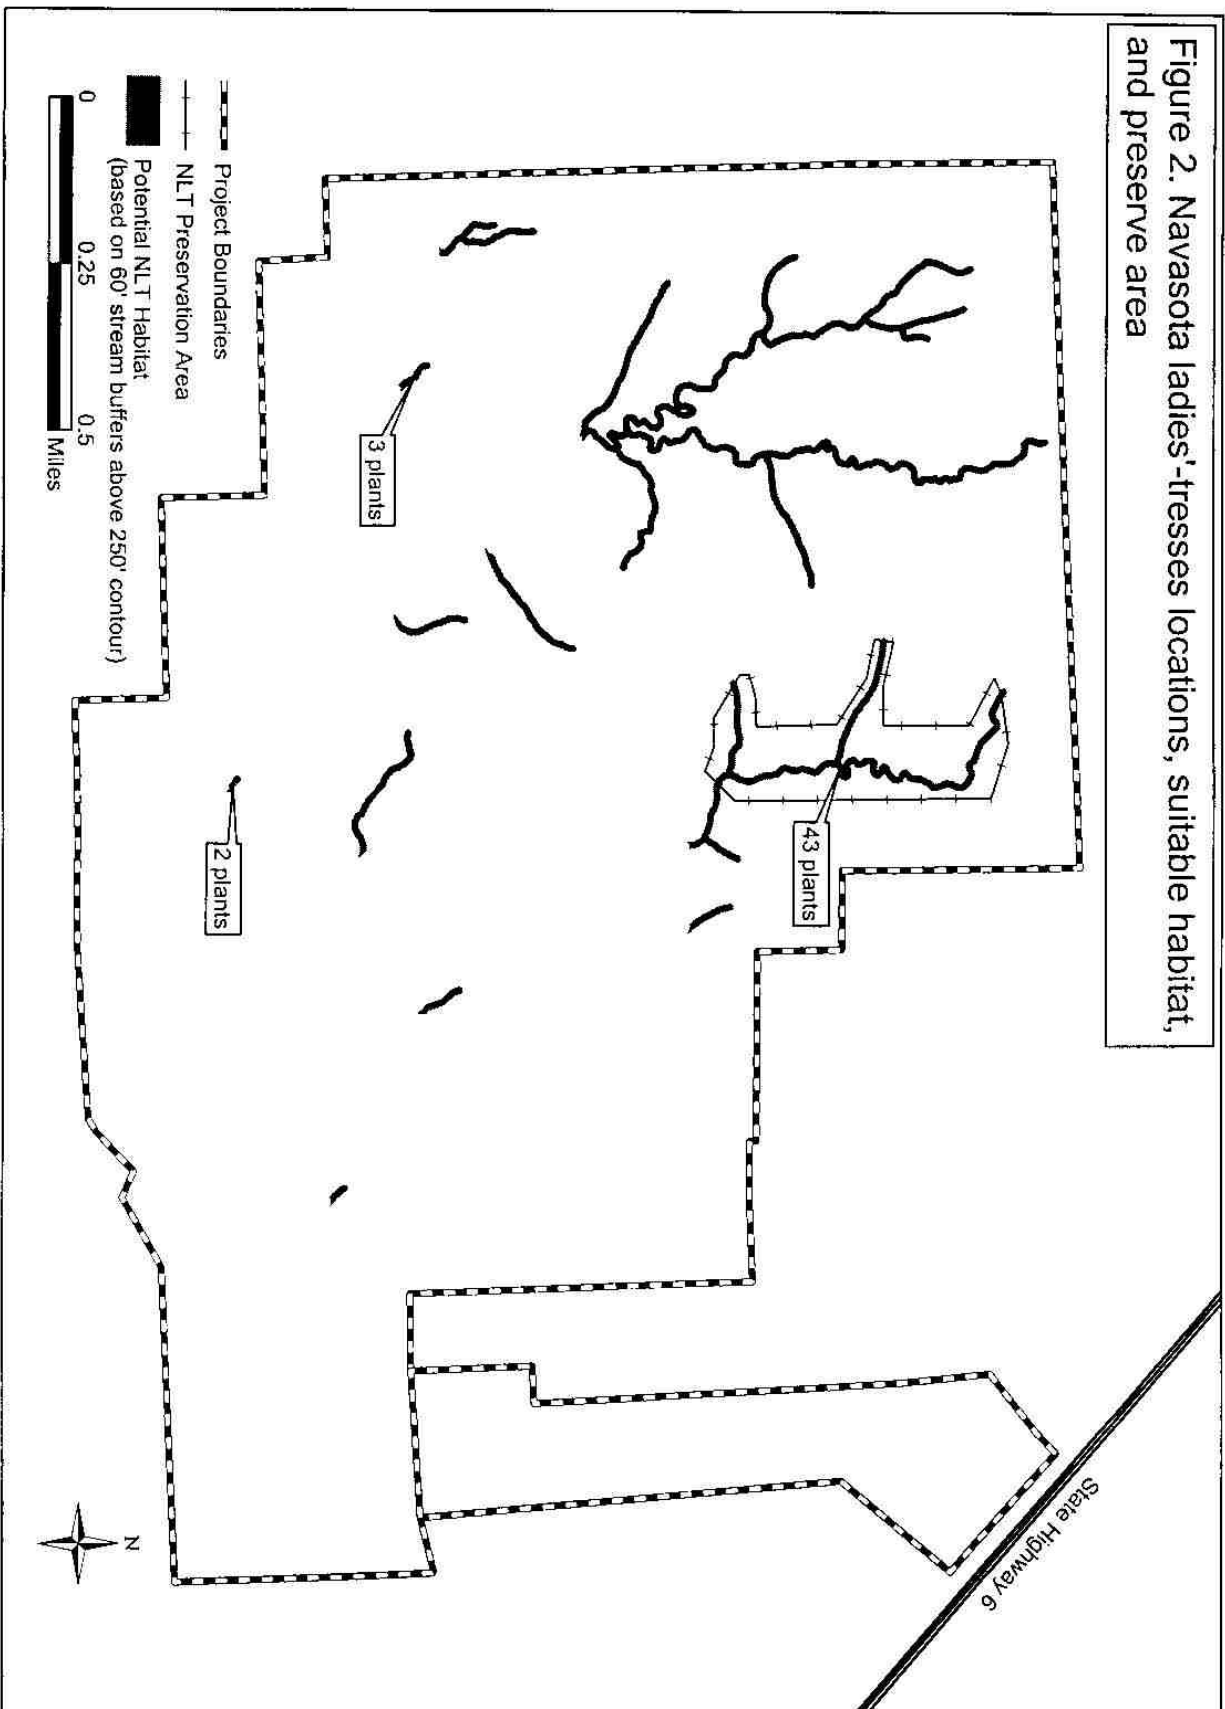 Figure 2. Navasota ladies'-tresses locations, suitable habitat,
and preserve area
State Highway 6
43 plants
3 plants
2 plants
Project Boundaries
NLT Preservation Area
Potential NLT Habitat
(based on 60' stream buffers above 250' contour)
0 0.25 0.5
Miles
N